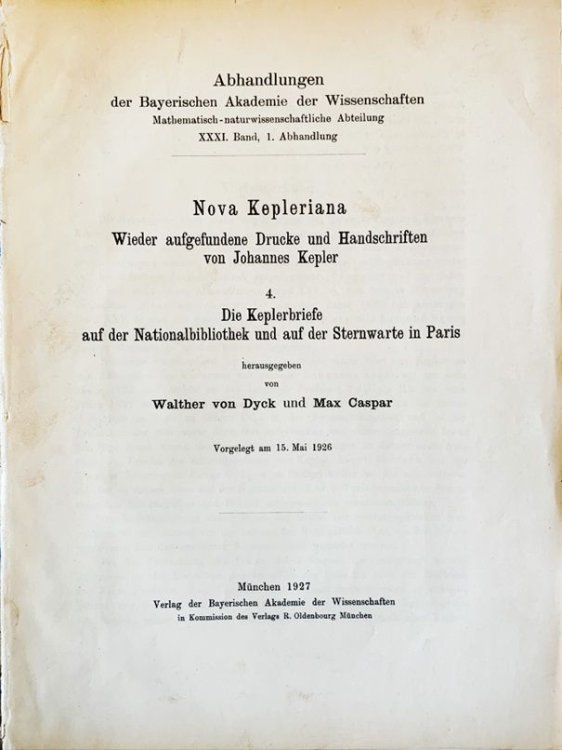 Abhandlungen
der Bayerischen Akademie der Wissenschaften
Mathematisch-naturwissenschaftliche Abteilung
XXXI. Band, 1. Abhandlung
Nova Kepleriana
Wieder aufgefundene Drucke und Handschriften
von Johannes Kepler
4.
Die Keplerbriefe
auf der Nationalbibliothek und auf der Sternwarte in Paris
herausgegeben
von
Walther von Dyck und Max Caspar
Vorgelegt am 15. Mai 1926
München 1927
Verlag der Bayerischen Akademie der Wissenschaften
in Kommission des Verlags R. Oldenbourg München